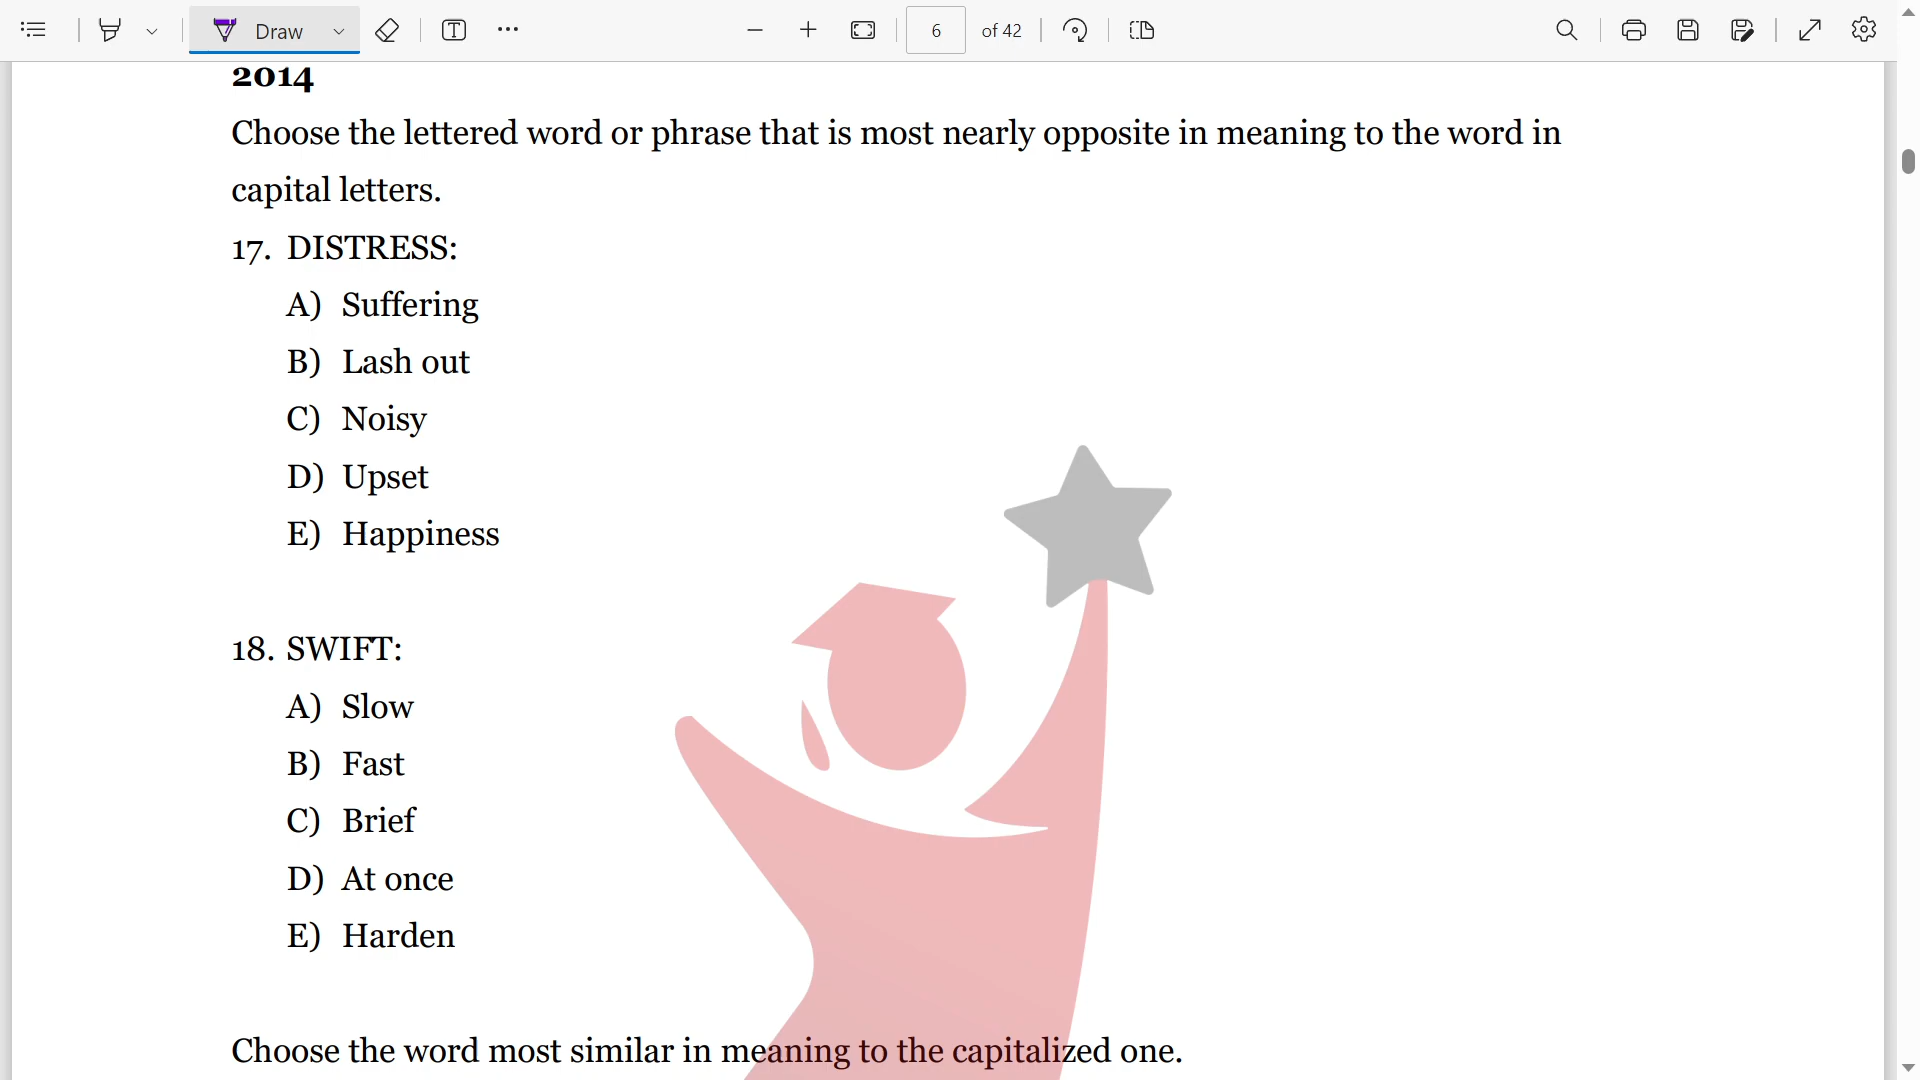 Draw
6 of 42
2014
Choose the lettered word or phrase that is most nearly opposite in meaning to the word in
capital letters.
17. DISTRESS:
A) Suffering
B) Lash out
C) Noisy
D) Upset
E) Happiness
18. SWIFT:
A) Slow
B) Fast
C) Brief
D) At once
E) Harden
Choose the word most similar in meaning to the capitalized one.